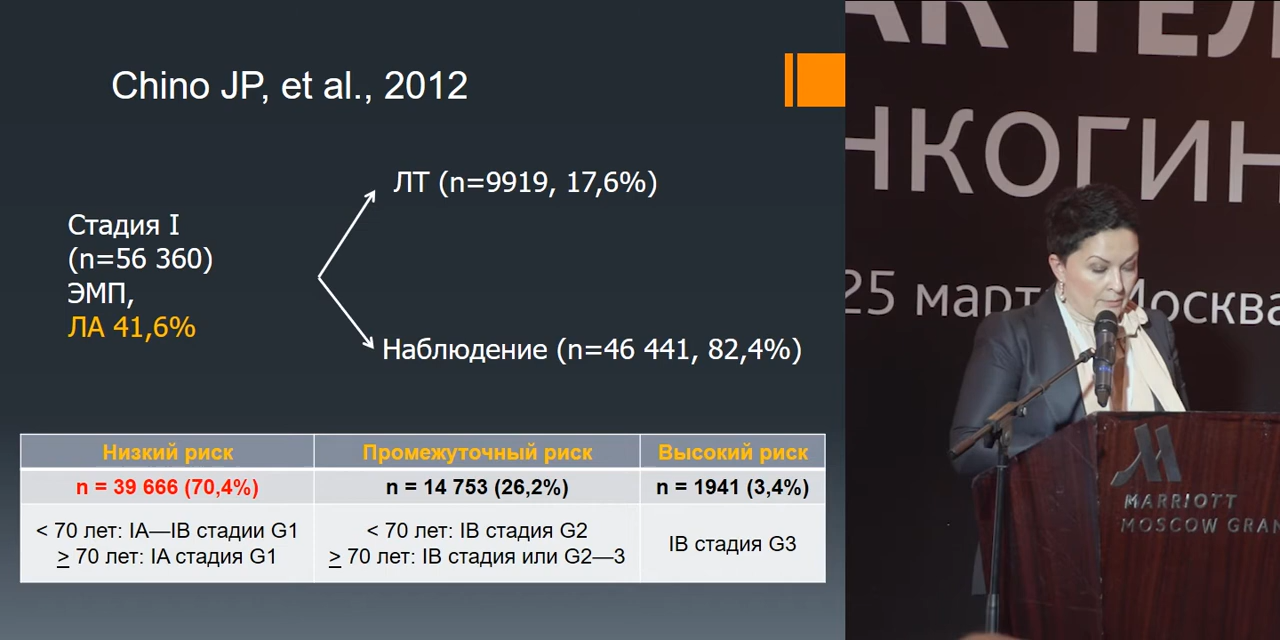 Chino JP, et al., 2012
ЛТ (n=9919, 17,6%)
Стадия I
(n=56 360)
ЭМП,
ЛА 41,6%
Наблюдение (n=46 441, 82,4%)
Низкий риск Промежуточный риск Высокий риск
n = 39 666 (70,4%) n = 14 753 (26,2%) n = 1941 (3,4%)
< 70 лет: IA—IB стадии G1 < 70 лет: IB стадия G2 IB стадия G3
≥ 70 лет: IA стадия G1 ≥ 70 лет: IB стадия или G2—3
АК ТЕЛ
НКОГИН
25 март Москва
MARRIOTT
MOSCOW GRAN